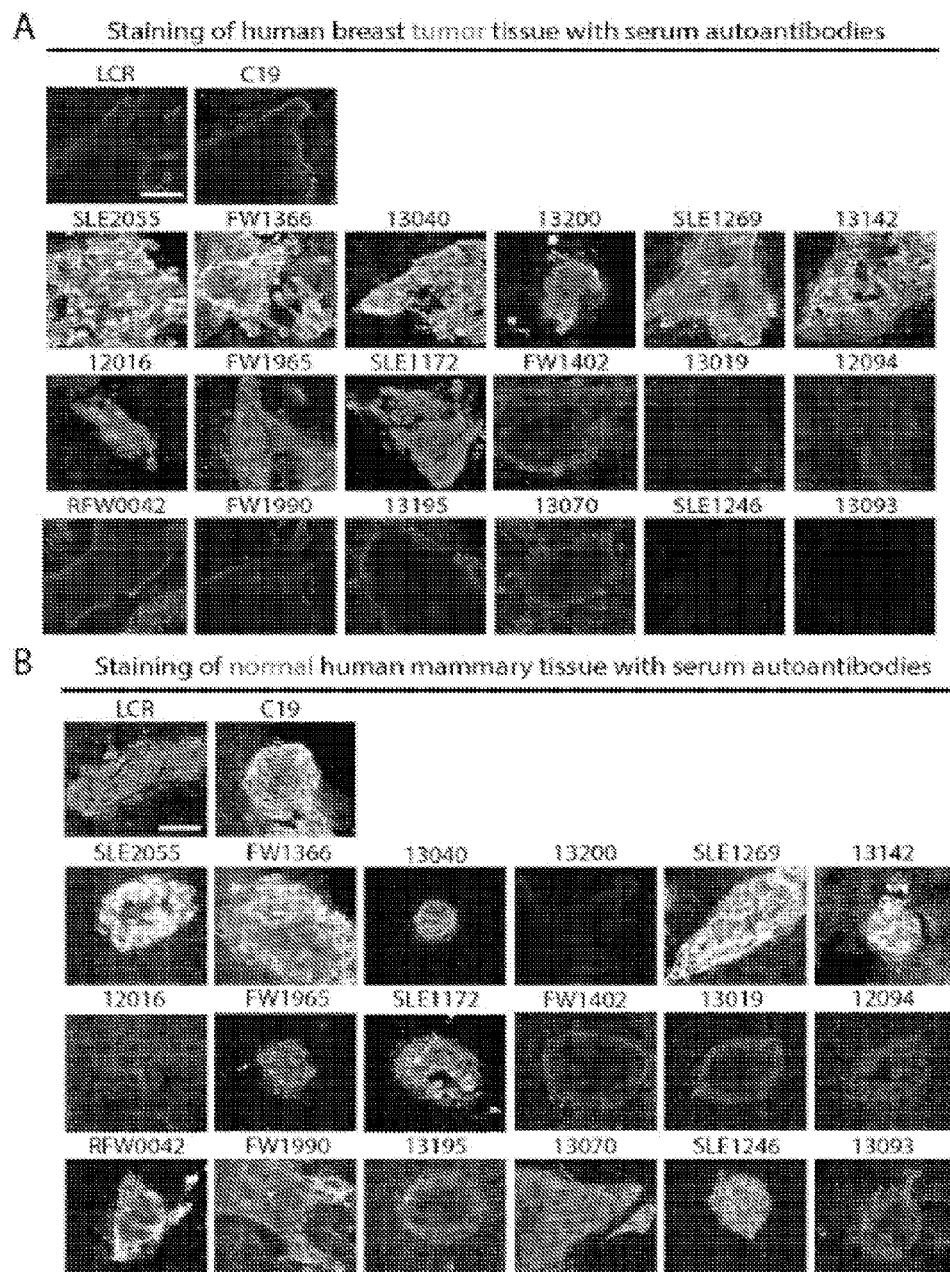 A
Staining of human breast tumor tissue with serum autoantibodies
LCR C19
SLE2055 FW1366 13040 13200 SLE1269 13142
12016 FW1965 SLE1172 FW1402 13019 12094
RFW0042 FW1990 13195 13070 SLE1246 13093
B
Staining of normal human mammary tissue with serum autoantibodies
LCR C19
SLE2055 FW1366 13040 13200 SLE1269 13142
12016 FW1965 SLE1172 FW1402 13019 12094
RFW0042 FW1990 13195 13070 SLE1246 13093